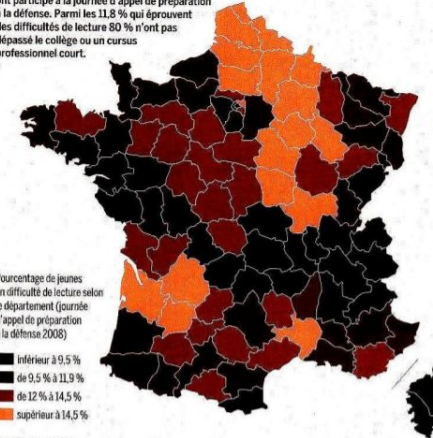 ont participé à la journée d'appel de préparation
à la défense. Parmi les 11,8 % qui éprouvent
des difficultés de lecture 80 % n'ont pas
dépassé le collège ou un cursus
professionnel court.
Pourcentage de jeunes
en difficulté de lecture selon
le département (journée
d'appel de préparation
à la défense 2008)
inférieur à 9,5 %
de 9,5 % à 11,9 %
de 12 % à 14,5 %
supérieur à 14,5 %